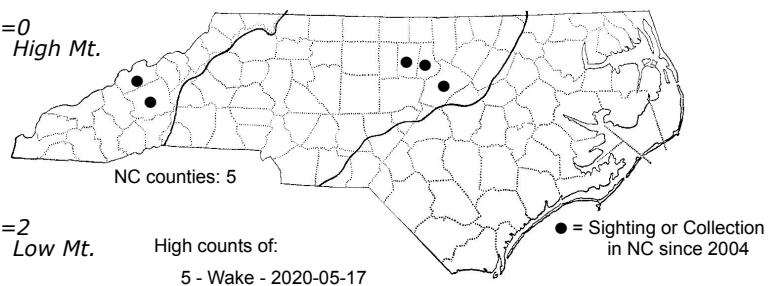 =0
High Mt.
NC counties: 5
=2
Low Mt.
High counts of:
5 - Wake - 2020-05-17
● = Sighting or Collection
in NC since 2004